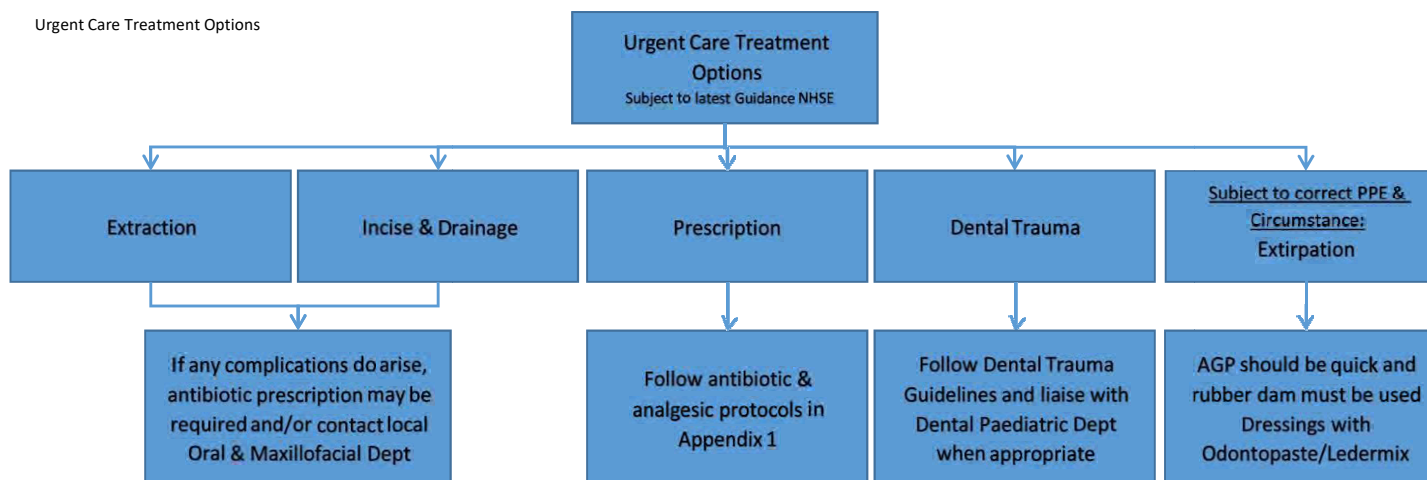 Urgent Care Treatment Options
Urgent Care Treatment
Options
Subject to latest Guidance NHSE
Extraction
Incise & Drainage
Prescription
Dental Trauma
Subject to correct PPE &
Circumstance:
Extirpation
If any complications do arise,
antibiotic prescription may be
required and/or contact local
Oral & Maxillofacial Dept
Follow antibiotic &
analgesic protocols in
Appendix 1
Follow Dental Trauma
Guidelines and liaise with
Dental Paediatric Dept
when appropriate
AGP should be quick and
rubber dam must be used
Dressings with
Odontopaste/Ledermix